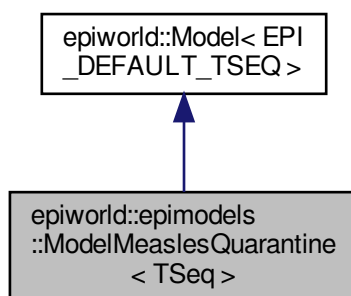 epiworld::Model< EPI
_DEFAULT_TSEQ >
epiworld::epimodels
::ModelMeaslesQuarantine
< TSeq >